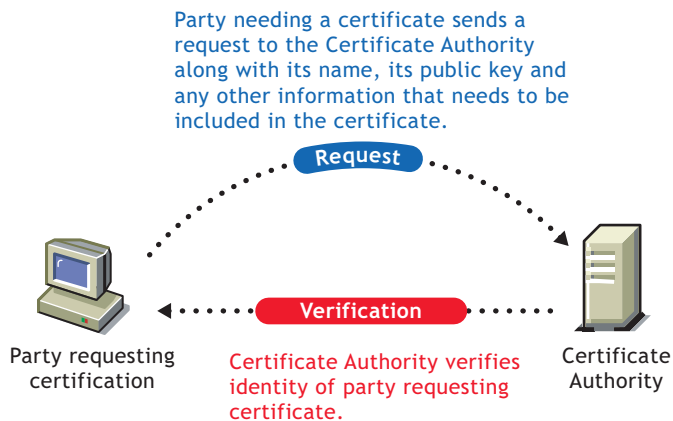 Party needing a certificate sends a
request to the Certificate Authority
along with its name, its public key and
any other information that needs to be
included in the certificate.
Request
Verification
Party requesting
certification
Certificate Authority verifies
identity of party requesting
certificate.
Certificate
Authority